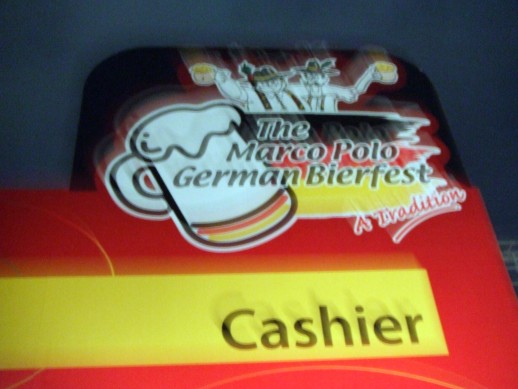 The
Marco Polo
German Bierfest
A Tradition
Cashier